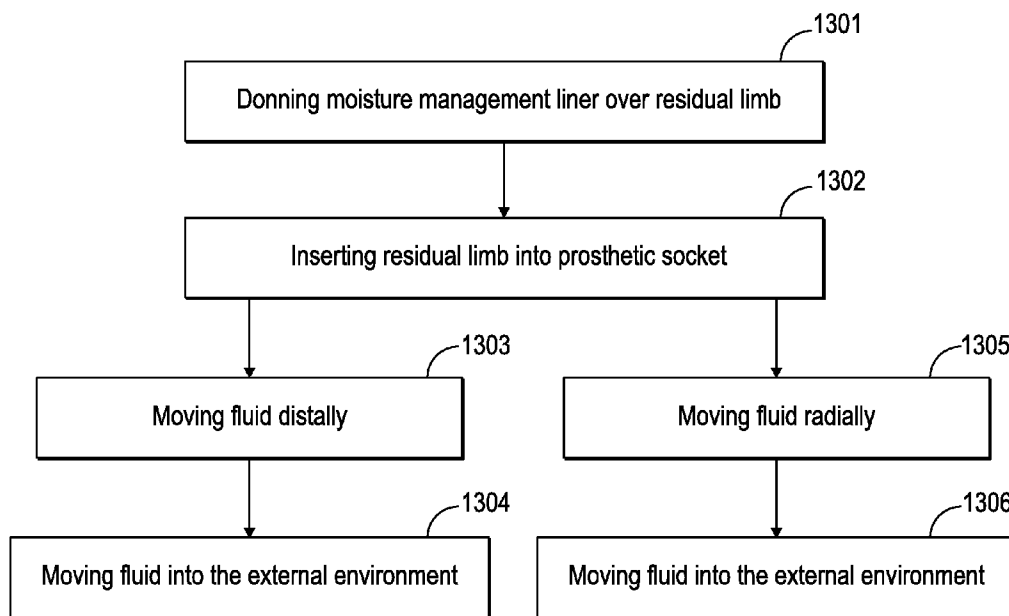 1301
Donning moisture management liner over residual limb
1302
Inserting residual limb into prosthetic socket
1303
Moving fluid distally
1305
Moving fluid radially
1304
Moving fluid into the external environment
1306
Moving fluid into the external environment